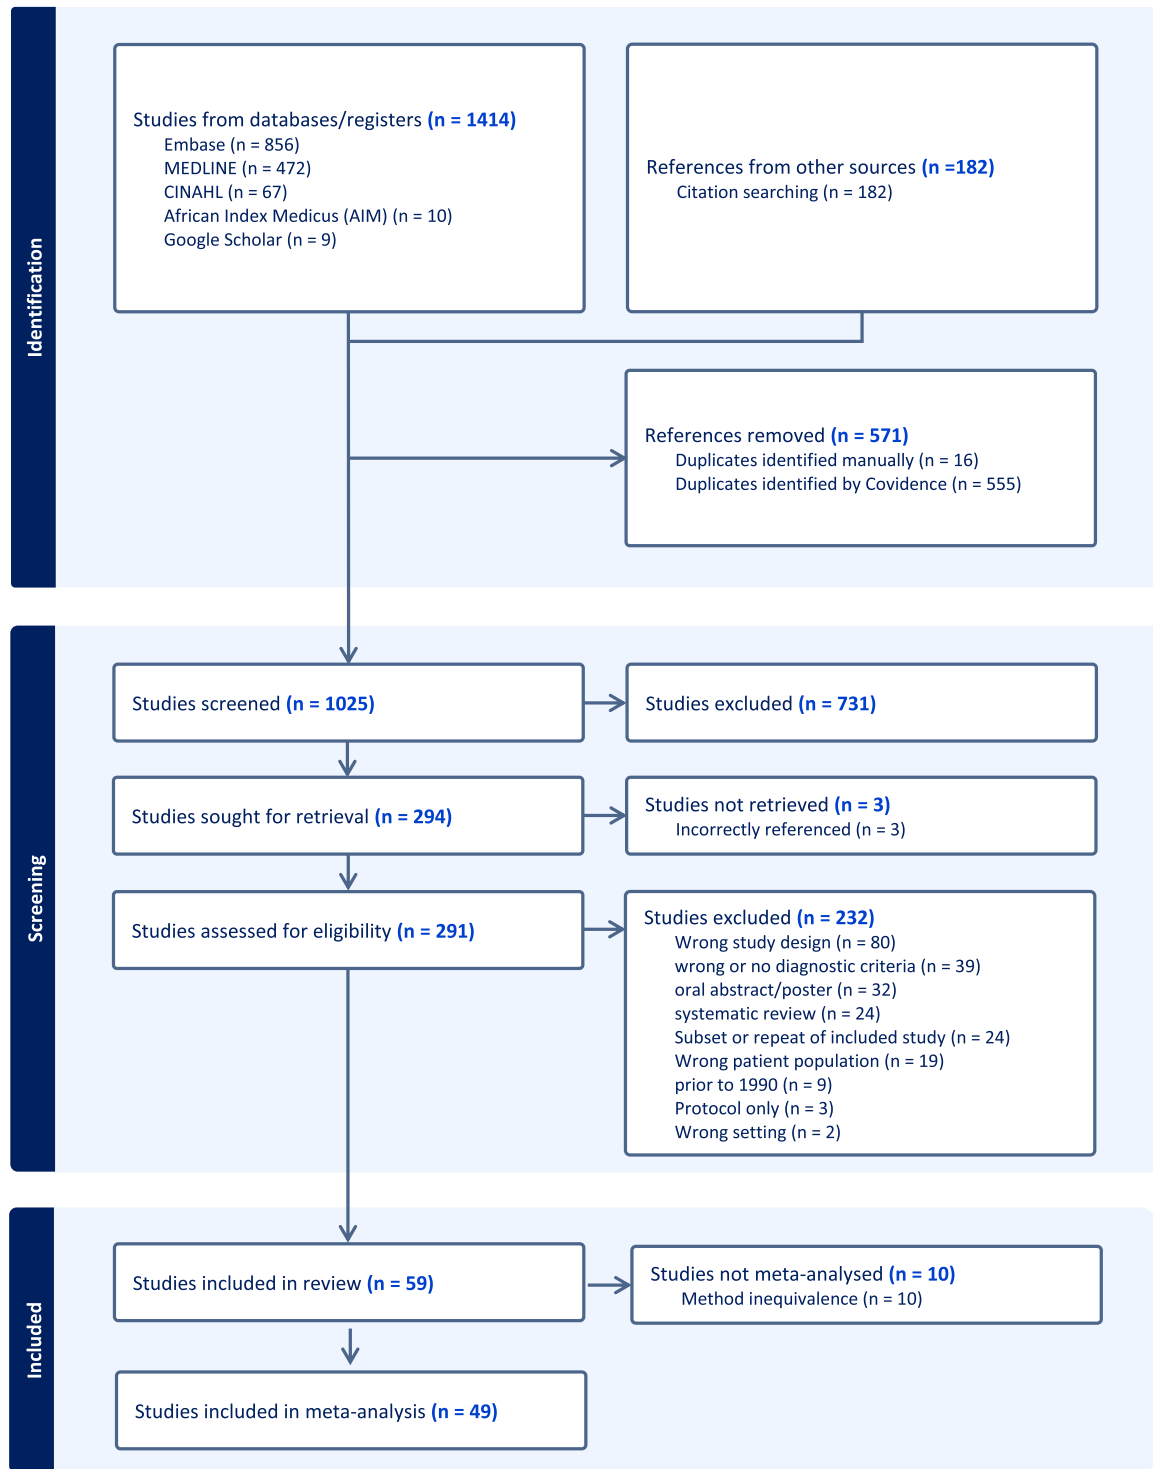 Identification
Studies from databases/registers (n = 1414)
Embase (n = 856)
MEDLINE (n = 472)
CINAHL (n = 67)
African Index Medicus (AIM) (n = 10)
Google Scholar (n = 9)
References from other sources (n =182)
Citation searching (n = 182)
References removed (n = 571)
Duplicates identified manually (n = 16)
Duplicates identified by Covidence (n = 555)
Screening
Studies screened (n = 1025)
Studies excluded (n = 731)
Studies sought for retrieval (n = 294)
Studies not retrieved (n = 3)
Incorrectly referenced (n = 3)
Studies assessed for eligibility (n = 291)
Studies excluded (n = 232)
Wrong study design (n = 80)
wrong or no diagnostic criteria (n = 39)
oral abstract/poster (n = 32)
systematic review (n = 24)
Subset or repeat of included study (n = 24)
Wrong patient population (n = 19)
prior to 1990 (n = 9)
Protocol only (n = 3)
Wrong setting (n = 2)
Included
Studies included in review (n = 59)
Studies not meta-analysed (n = 10)
Method inequivalence (n = 10)
Studies included in meta-analysis (n = 49)